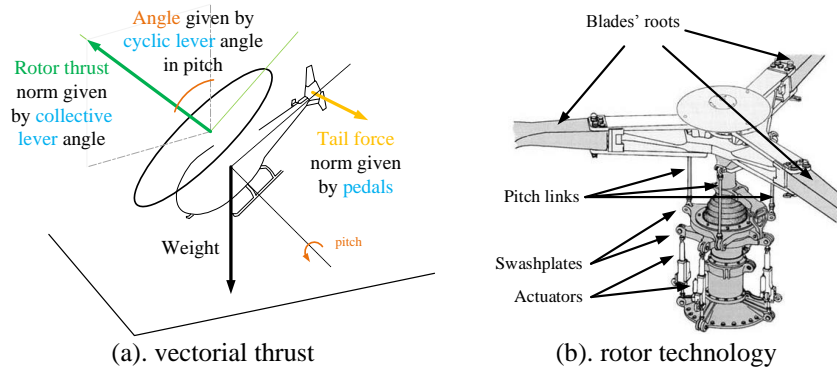 Angle given by
cyclic lever angle
in pitch
Rotor thrust
norm given
by collective
lever angle
Tail force
norm given
by pedals
Weight
pitch
(a). vectorial thrust
Blades’ roots
Pitch links
Swashplates
Actuators
(b). rotor technology